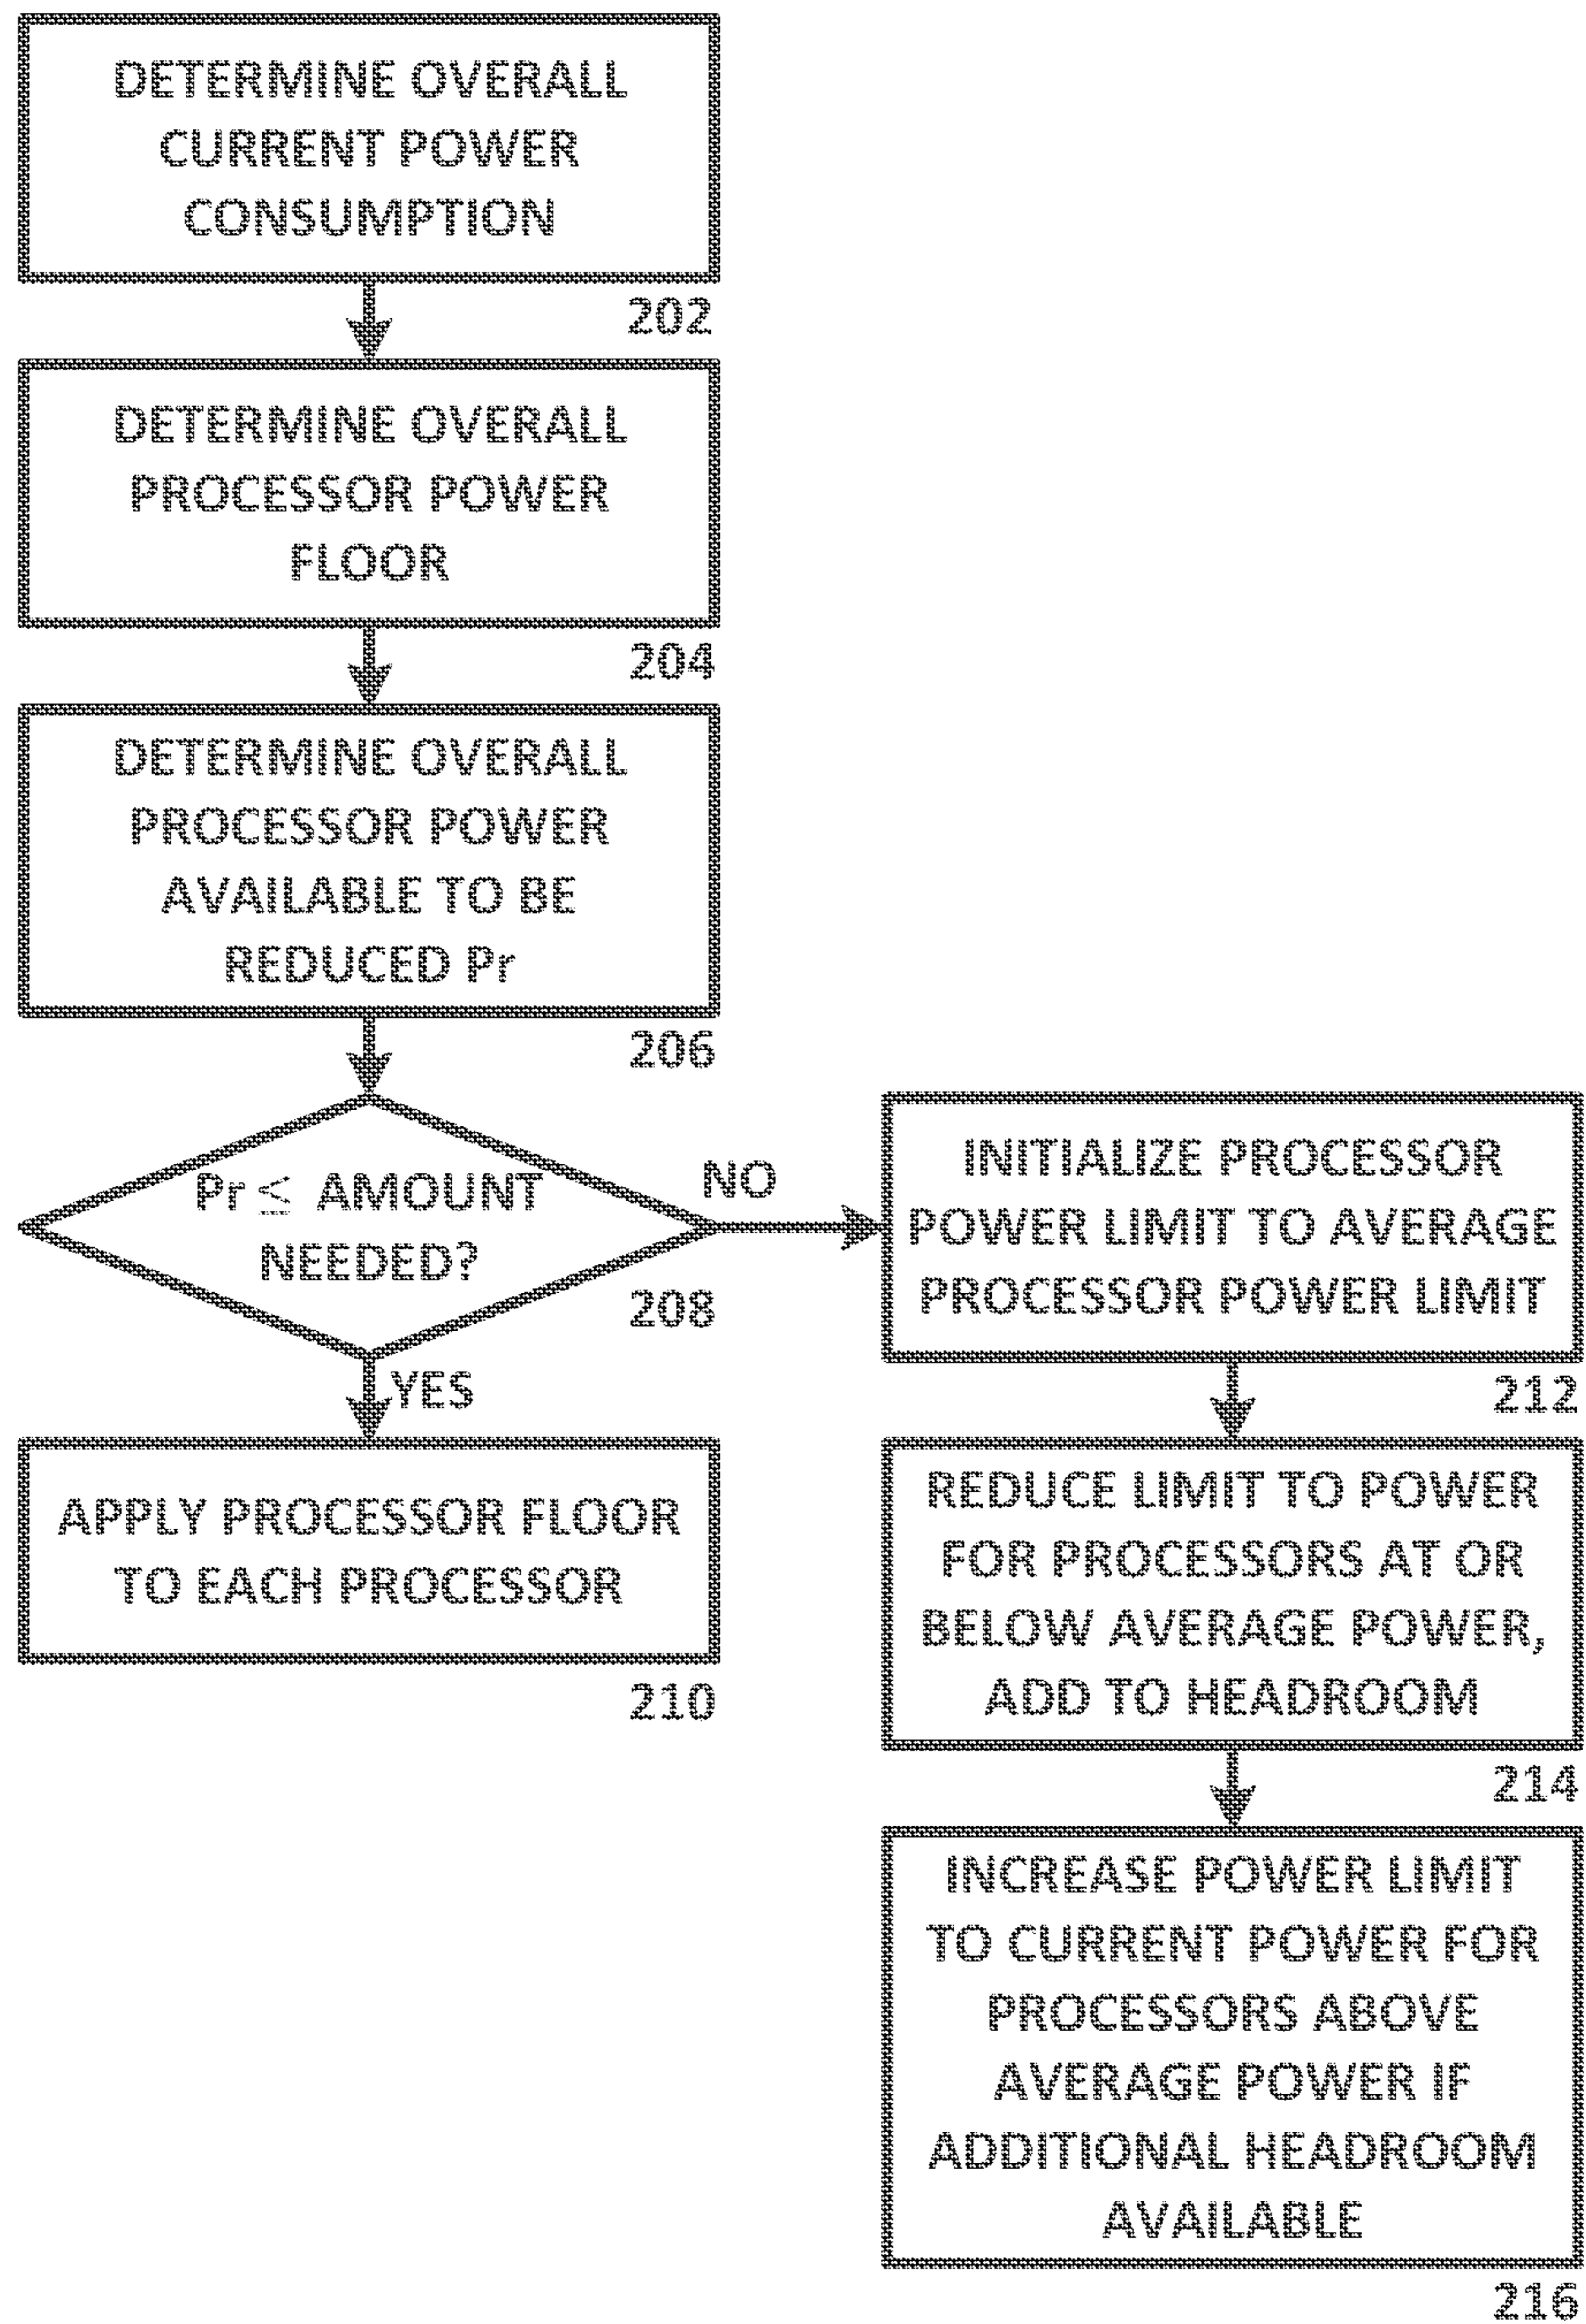 DETERMINE OVERALL
CURRENT POWER
CONSUMPTION
202
DETERMINE OVERALL
PROCESSOR POWER
FLOOR
204
DETERMINE OVERALL
PROCESSOR POWER
AVAILABLE TO BE
REDUCED Pr
206
Pr ≤ AMOUNT
NEEDED?
208
NO
YES
APPLY PROCESSOR FLOOR
TO EACH PROCESSOR
210
INITIALIZE PROCESSOR
POWER LIMIT TO AVERAGE
PROCESSOR POWER LIMIT
212
REDUCE LIMIT TO POWER
FOR PROCESSORS AT OR
BELOW AVERAGE POWER,
ADD TO HEADROOM
214
INCREASE POWER LIMIT
TO CURRENT POWER FOR
PROCESSORS ABOVE
AVERAGE POWER IF
ADDITIONAL HEADROOM
AVAILABLE
216